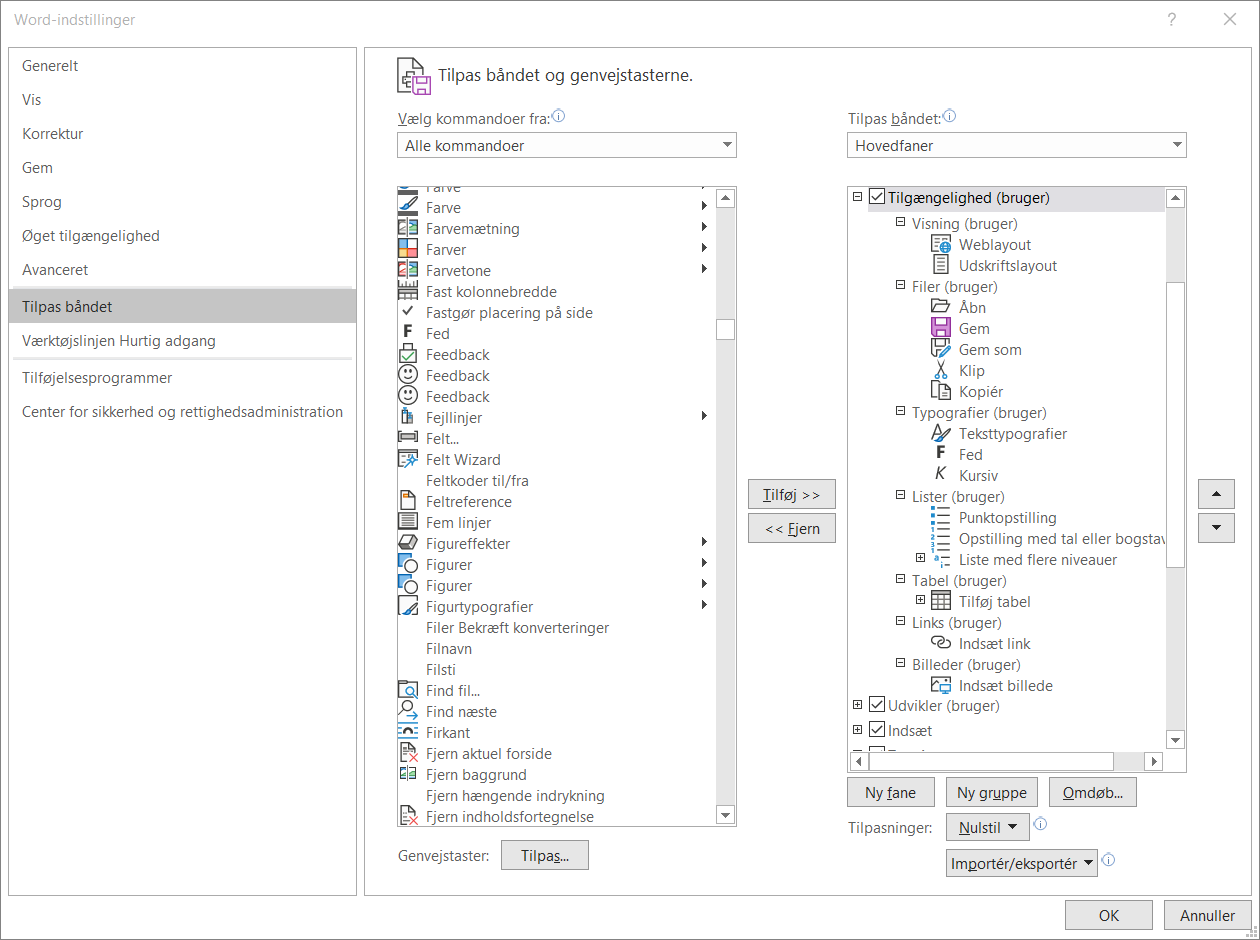 Word-indstillinger
Generelt
Vis
Korrektur
Gem
Sprog
Øget tilgængelighed
Avanceret
Tilpas båndet
Værktøjslinjen Hurtig adgang
Tilføjelsesprogrammer
Center for sikkerhed og rettighedsadministration
Tilpas båndet og genvejstasterne.
Vælg kommandoer fra:
Alle kommandoer
Farve
Farve
Farvemætning
Farver
Farvetone
Fast kolonnebredde
Fastgør placering på side
Fed
Feedback
Feedback
Feedback
Fejllinjer
Felt...
Felt Wizard
Feltkoder til/fra
Feltreference
Fem linjer
Figureffekter
Figurer
Figurer
Figurtypografier
Filer Bekræft konverteringer
Filnavn
Filsti
Find fil...
Find næste
Firkant
Fjern aktuel forside
Fjern baggrund
Fjern hængende indrykning
Fjern indholdsfortegnelse
Genvejstaster: Tilpas...
Tilføj >>
<< Fjern
Tilpas båndet:
Hovedfaner
Tilgængelighed (bruger)
Visning (bruger)
Weblayout
Udskriftslayout
Filer (bruger)
Åbn
Gem
Gem som
Klip
Kopiér
Typografier (bruger)
Teksttypografier
F Fed
K Kursiv
Lister (bruger)
Punktopstilling
Opstilling med tal eller bogstav
Liste med flere niveauer
Tabel (bruger)
Tilføj tabel
Links (bruger)
Indsæt link
Billeder (bruger)
Indsæt billede
Udvikler (bruger)
Indsæt
Ny fane Ny gruppe Omdøb...
Tilpasninger: Nulstil
Importér/eksportér
OK Annuller